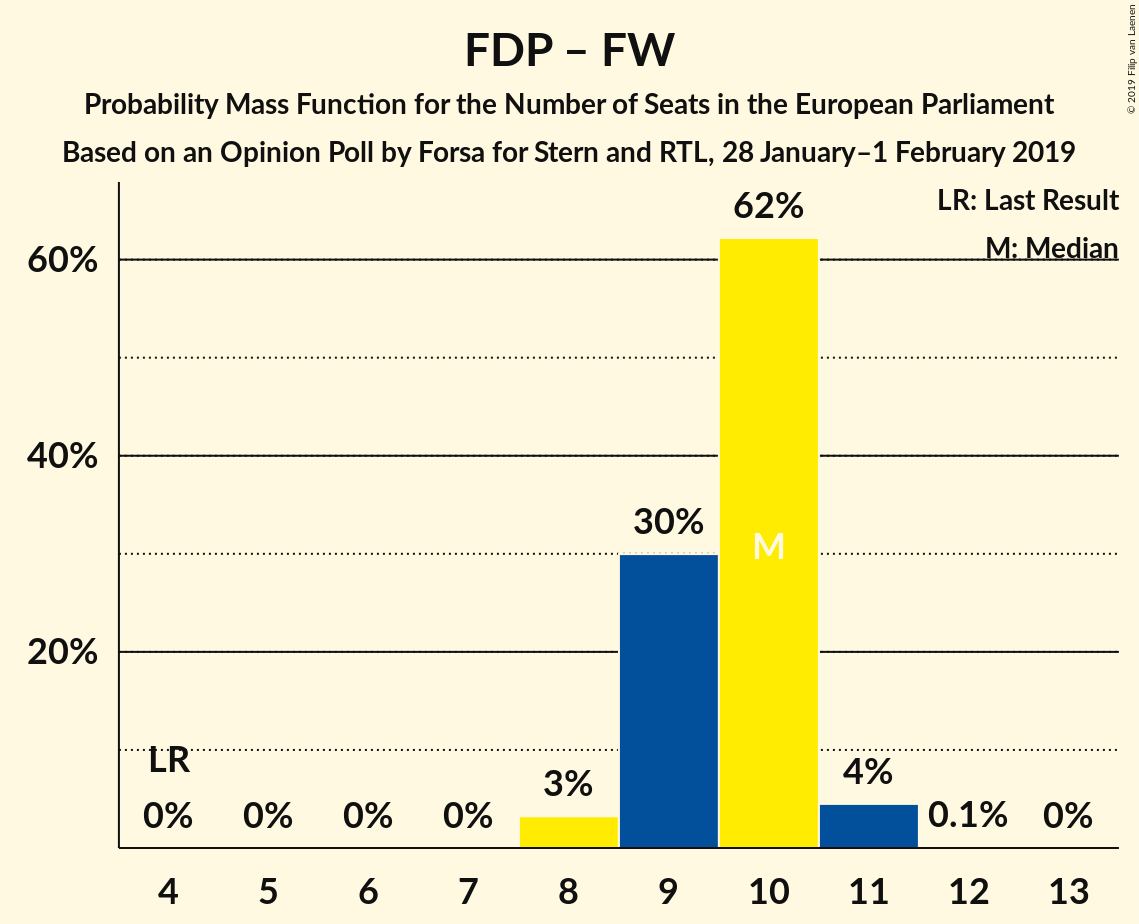 FDP – FW
Probability Mass Function for the Number of Seats in the European Parliament
Based on an Opinion Poll by Forsa for Stern and RTL, 28 January–1 February 2019
© 2019 Filip van Laenen
LR: Last Result
M: Median
62%
60%
40%
30%
M
20%
LR
0% 0% 0% 0% 3% 4% 0.1% 0%
4 5 6 7 8 9 10 11 12 13